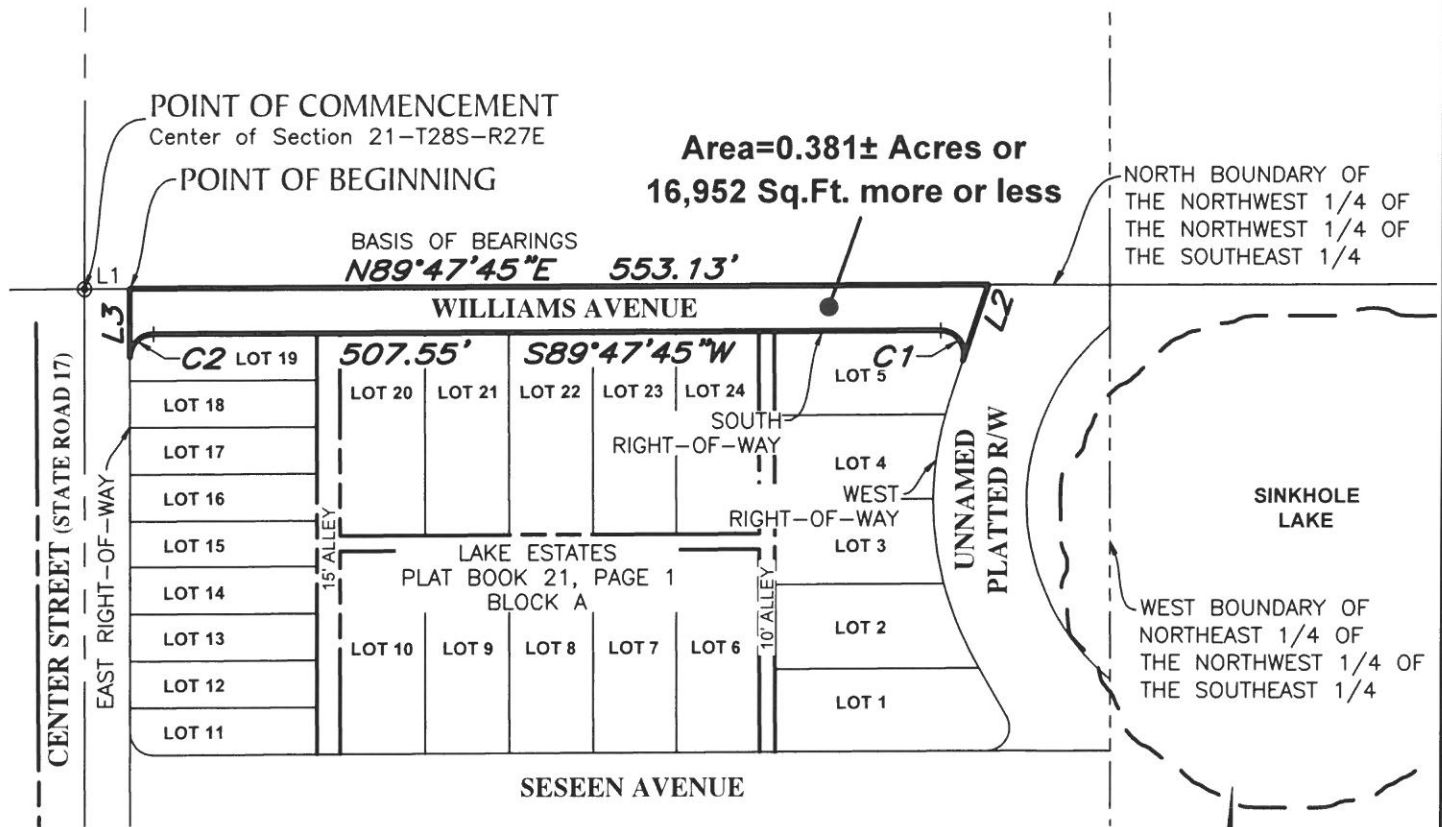 POINT OF COMMENCEMENT
Center of Section 21-T28S-R27E
POINT OF BEGINNING
Area=0.381± Acres or
16,952 Sq.Ft. more or less
NORTH BOUNDARY OF
THE NORTHWEST 1/4 OF
THE NORTHWEST 1/4 OF
THE SOUTHEAST 1/4
BASIS OF BEARINGS
N89°47'45"E 553.13'
L1
WILLIAMS AVENUE
L3
L2
C2
LOT 19
507.55' S89°47'45"W
C1
LOT 5
LOT 18
LOT 20
LOT 21
LOT 22
LOT 23
LOT 24
SOUTH
RIGHT-OF-WAY
LOT 17
LOT 16
LOT 15
LOT 14
LOT 13
LOT 12
LOT 11
CENTER STREET (STATE ROAD 17)
EAST RIGHT-OF-WAY
15' ALLEY
LOT 4
WEST
RIGHT-OF-WAY
LOT 3
UNNAMED
PLATTED R/W
SINKHOLE
LAKE
LAKE ESTATES
PLAT BOOK 21, PAGE 1
BLOCK A
10' ALLEY
LOT 10
LOT 9
LOT 8
LOT 7
LOT 6
LOT 2
LOT 1
WEST BOUNDARY OF
NORTHEAST 1/4 OF
THE NORTHWEST 1/4 OF
THE SOUTHEAST 1/4
SESEEN AVENUE